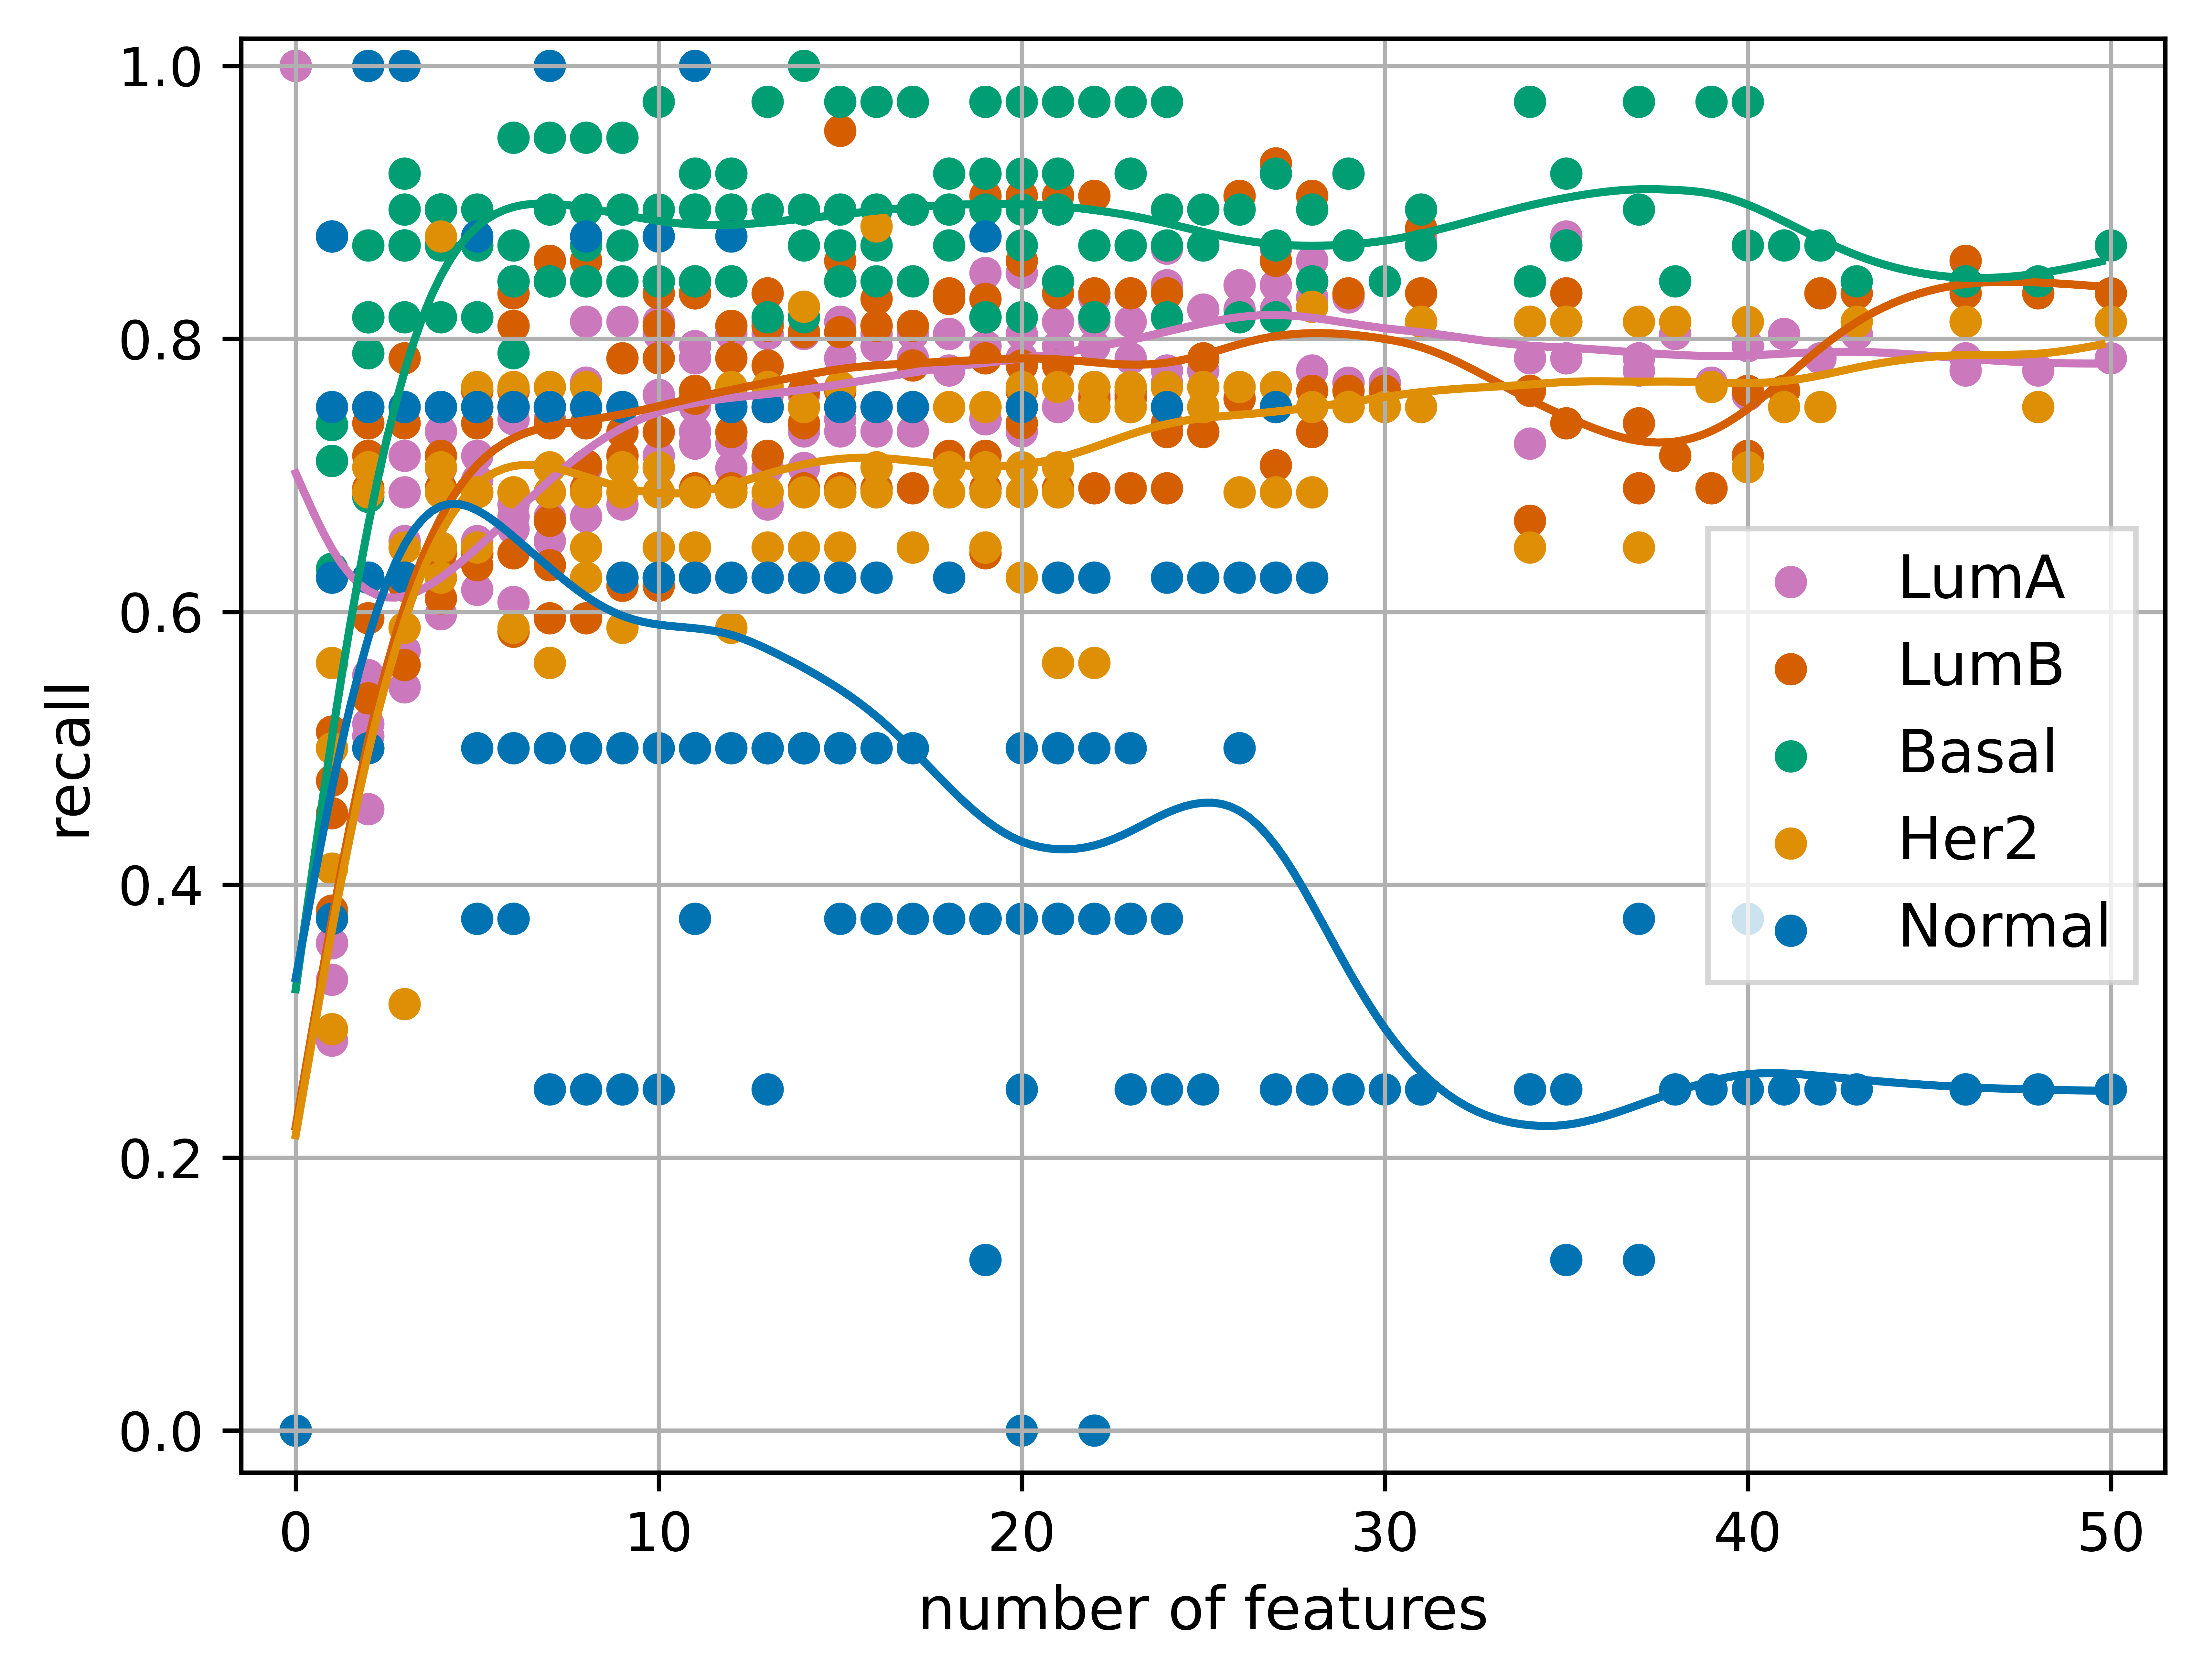 1.0
0.8
0.6
0.4
0.2
0.0
recall
LumA
LumB
Basal
Her2
Normal
0 10 20 30 40 50
number of features